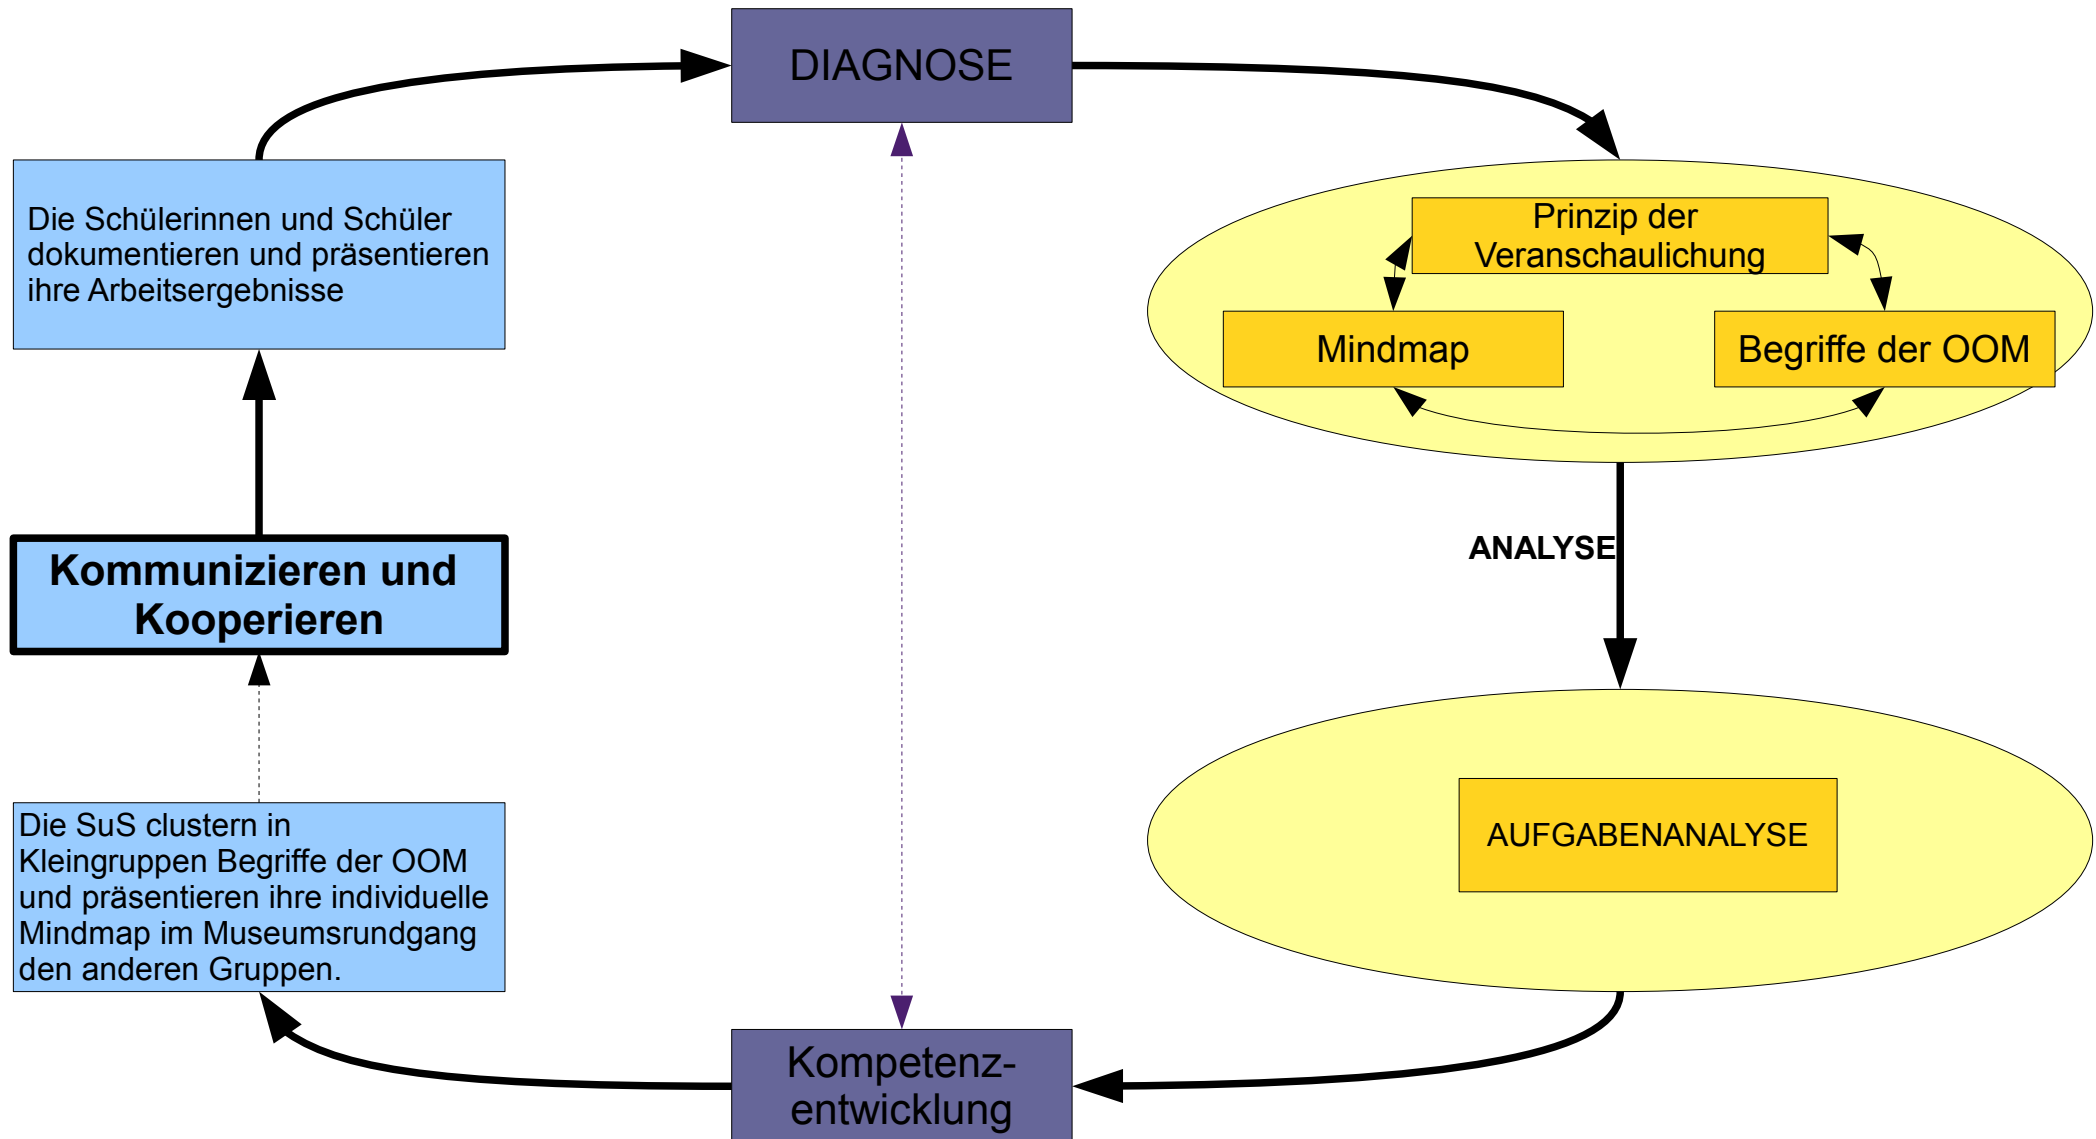 DIAGNOSE
Die Schülerinnen und Schüler
dokumentieren und präsentieren
ihre Arbeitsergebnisse
Prinzip der
Veranschaulichung
Mindmap
Begriffe der OOM
ANALYSE
Kommunizieren und
Kooperieren
Die SuS clustern in
Kleingruppen Begriffe der OOM
und präsentieren ihre individuelle
Mindmap im Museumsrundgang
den anderen Gruppen.
AUFGABENANALYSE
Kompetenz-
entwicklung